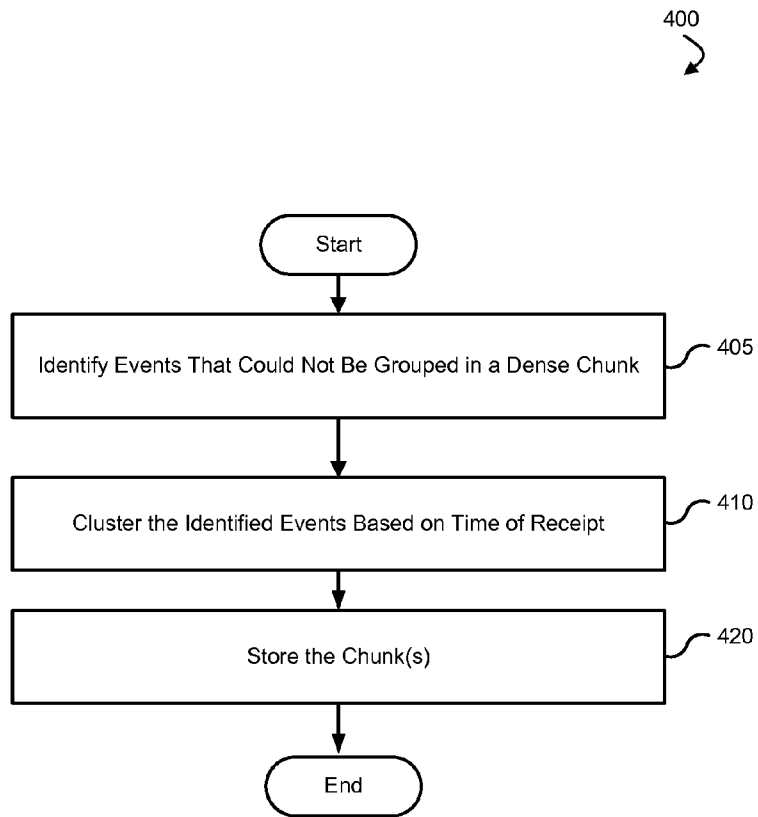 400
Start
Identify Events That Could Not Be Grouped in a Dense Chunk
405
Cluster the Identified Events Based on Time of Receipt
410
Store the Chunk(s)
420
End